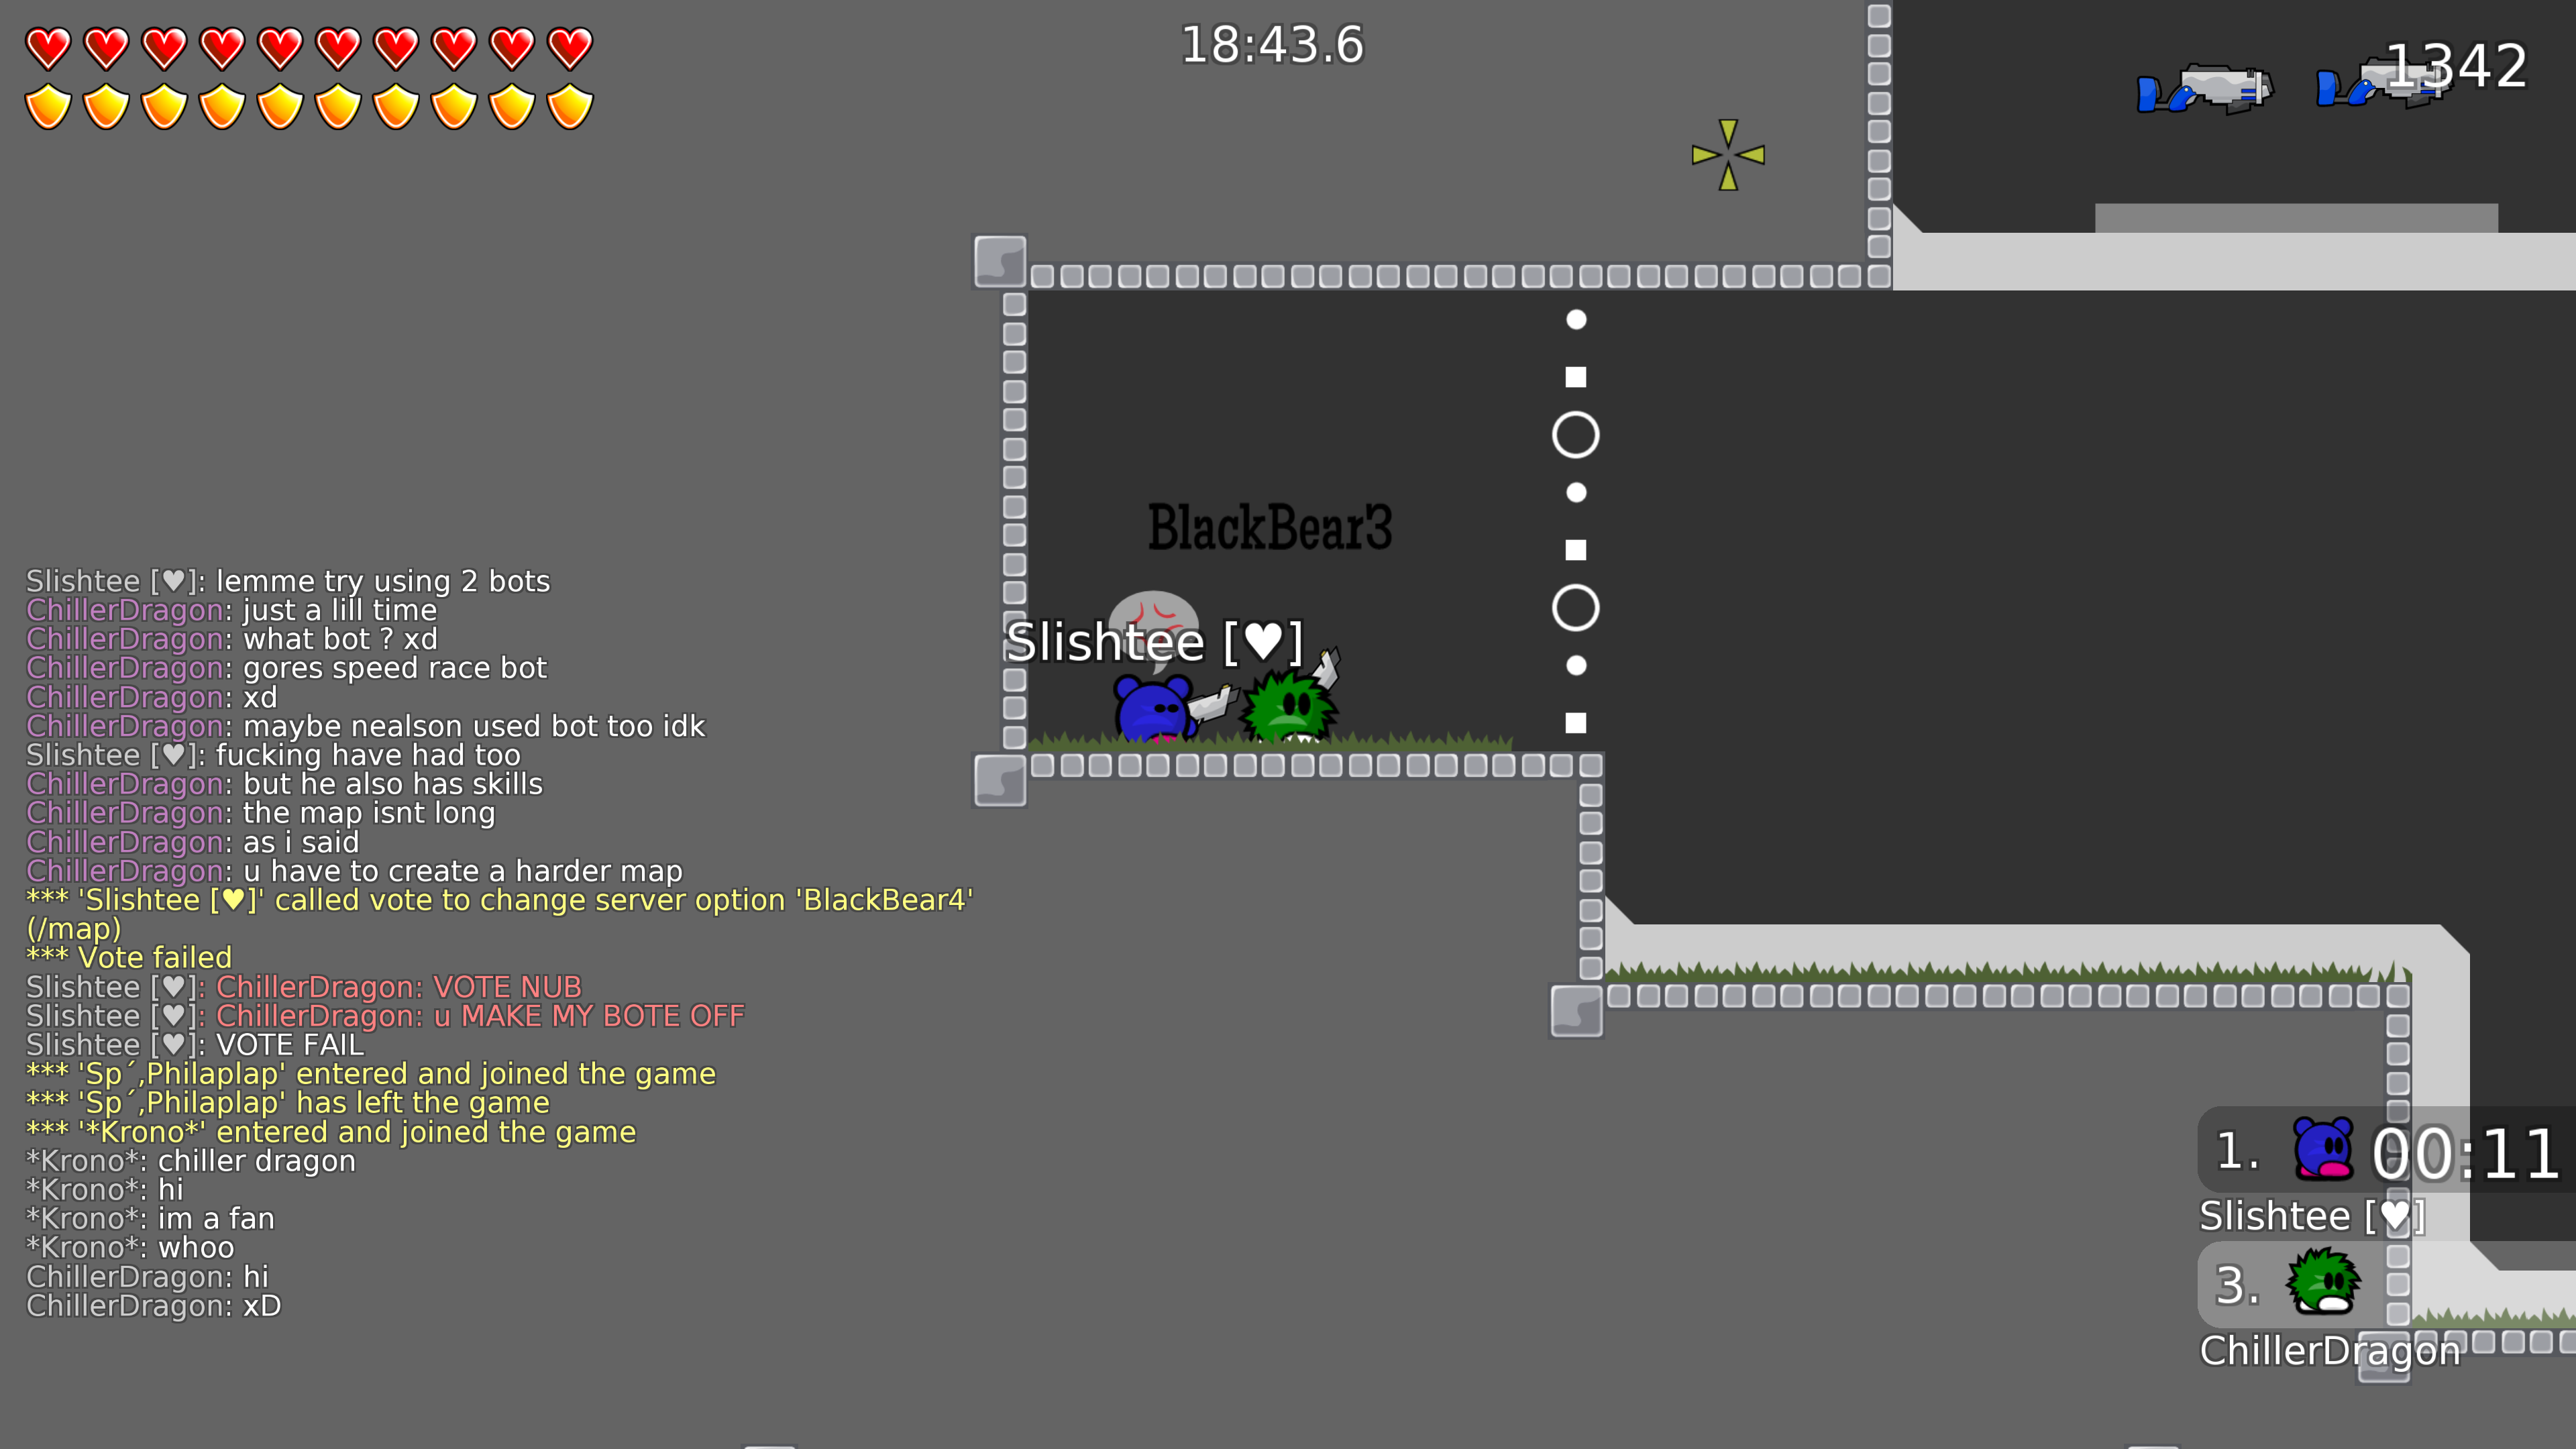 18:43.6
1342
BlackBear3
Slishtee [♥]
Slishtee [♥]: lemme try using 2 bots
ChillerDragon: just a lill time
ChillerDragon: what bot ? xd
ChillerDragon: gores speed race bot
ChillerDragon: xd
ChillerDragon: maybe nealson used bot too idk
Slishtee [♥]: fucking have had too
ChillerDragon: but he also has skills
ChillerDragon: the map isnt long
ChillerDragon: as i said
ChillerDragon: u have to create a harder map
*** 'Slishtee [♥]' called vote to change server option 'BlackBear4'
(/map)
*** Vote failed
Slishtee [♥]: ChillerDragon: VOTE NUB
Slishtee [♥]: ChillerDragon: u MAKE MY BOTE OFF
Slishtee [♥]: VOTE FAIL
*** 'Sp´,Philaplap' entered and joined the game
*** 'Sp´,Philaplap' has left the game
*** '*Krono*' entered and joined the game
*Krono*: chiller dragon
*Krono*: hi
*Krono*: im a fan
*Krono*: whoo
ChillerDragon: hi
ChillerDragon: xD
1. 00:11
Slishtee [♥]
3.
ChillerDragon